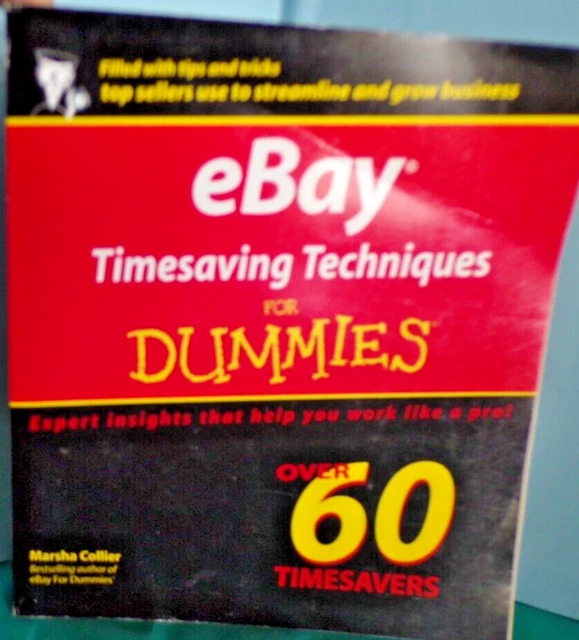 Filled with tips and tricks
top sellers use to streamline and grow business
eBay®
Timesaving Techniques
FOR
DUMMIES®
Expert insights that help you work like a pro!
OVER
60
TIMESAVERS
Marsha Collier
Bestselling author of
eBay For Dummies®